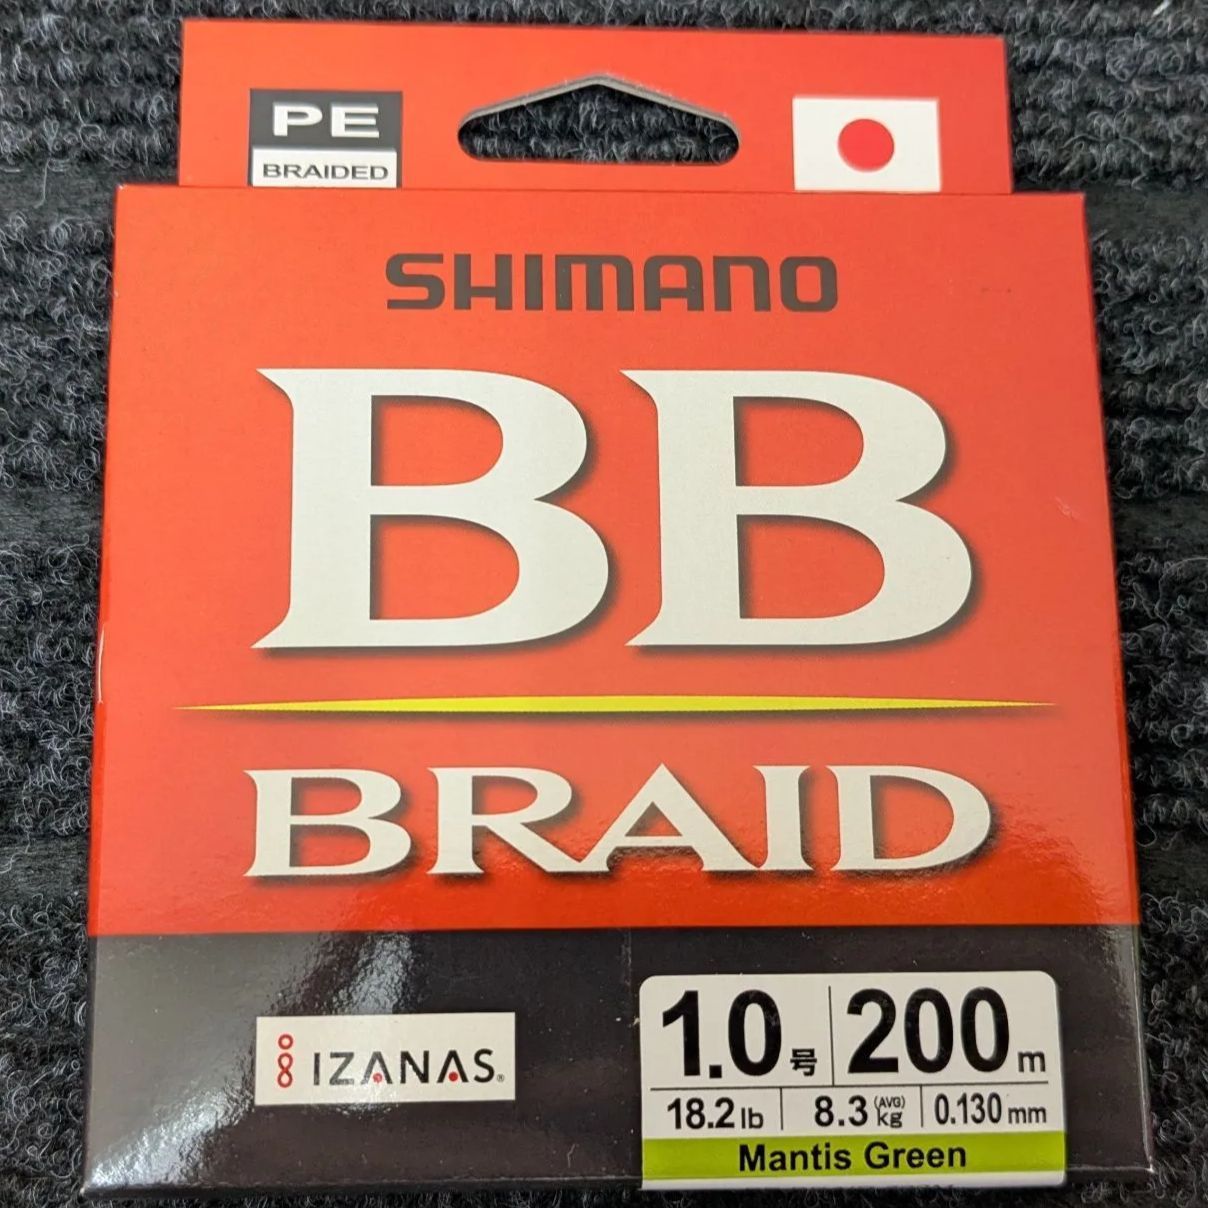 PE
BRAIDED
SHIMANO
BB
BRAID
IZANAS®
1.0号 200m
18.2lb 8.3(AVG)kg 0.130mm
Mantis Green